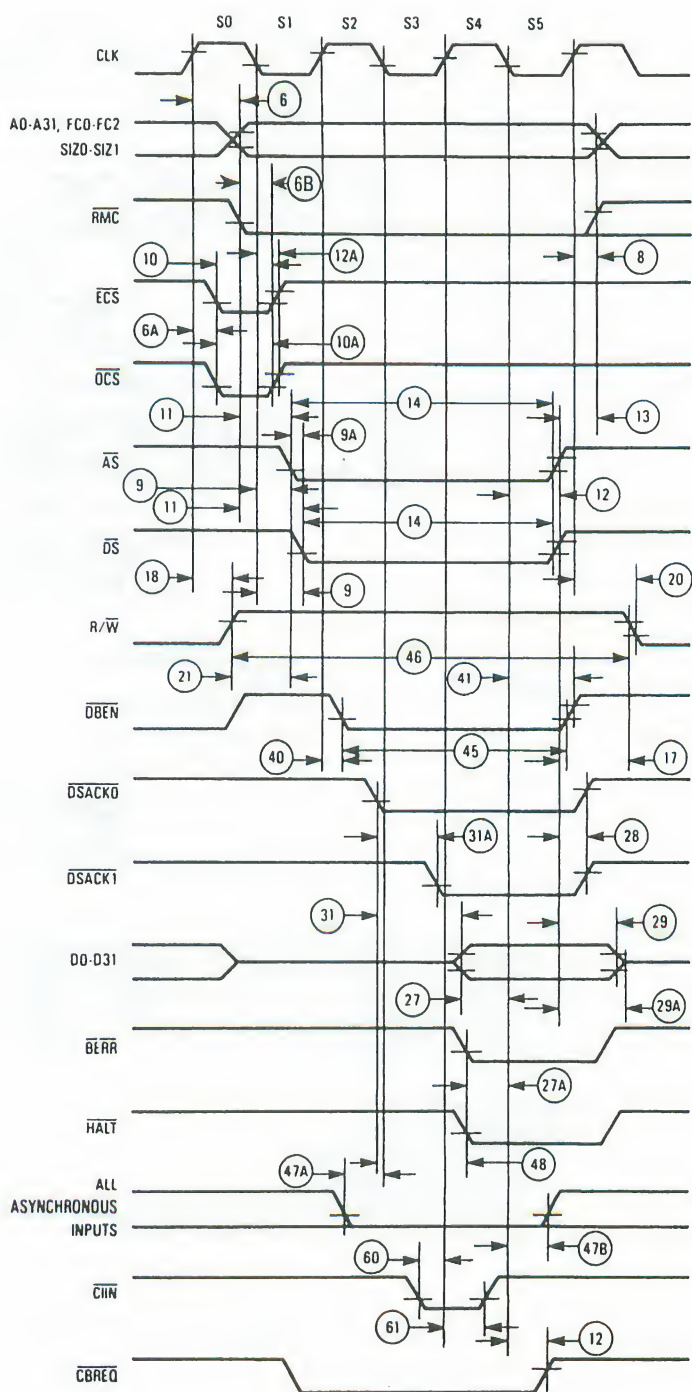 S0 S1 S2 S3 S4 S5
CLK
6
A0-A31, FC0-FC2
SIZ0-SIZ1
6B
RMC
10 12A 8
ECS
6A 10A
OCS
11 14 13
9A
AS
9 12
11 14
DS
18 9 20
R/W
46
21 41
DBEN
40 45 17
DSACK0
31A 28
DSACK1
31 29
D0-D31
27 29A
BERR
27A
HALT
47A 48
ALL
ASYNCHRONOUS
INPUTS
60 47B
CIIN
61 12
CBREQ